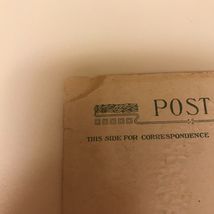 POST
THIS SIDE FOR CORRESPONDENCE